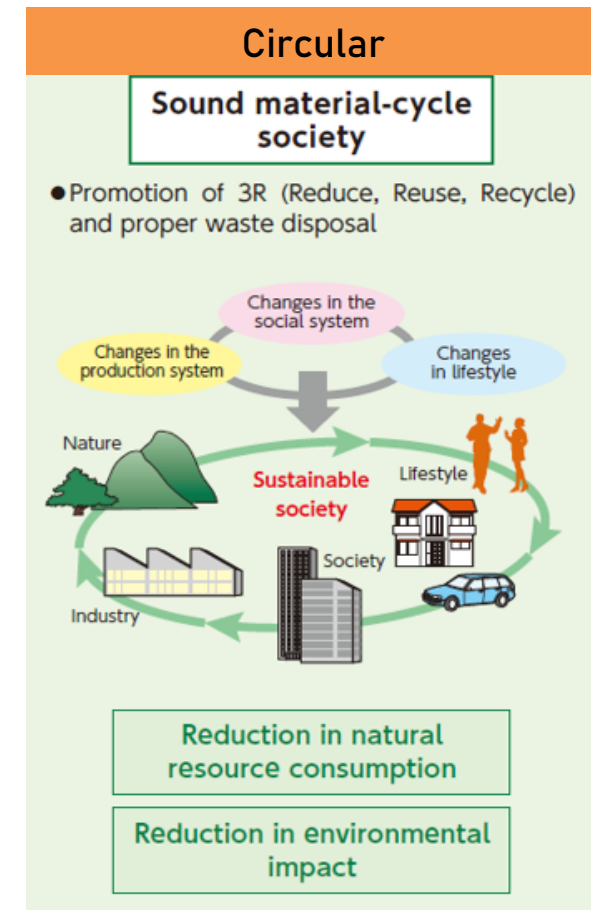 Circular
Sound material-cycle
society
●Promotion of 3R (Reduce, Reuse, Recycle)
and proper waste disposal
Changes in the
social system
Changes in the
production system
Changes
in lifestyle
Nature
Lifestyle
Sustainable
society
Society
Industry
Reduction in natural
resource consumption
Reduction in environmental
impact